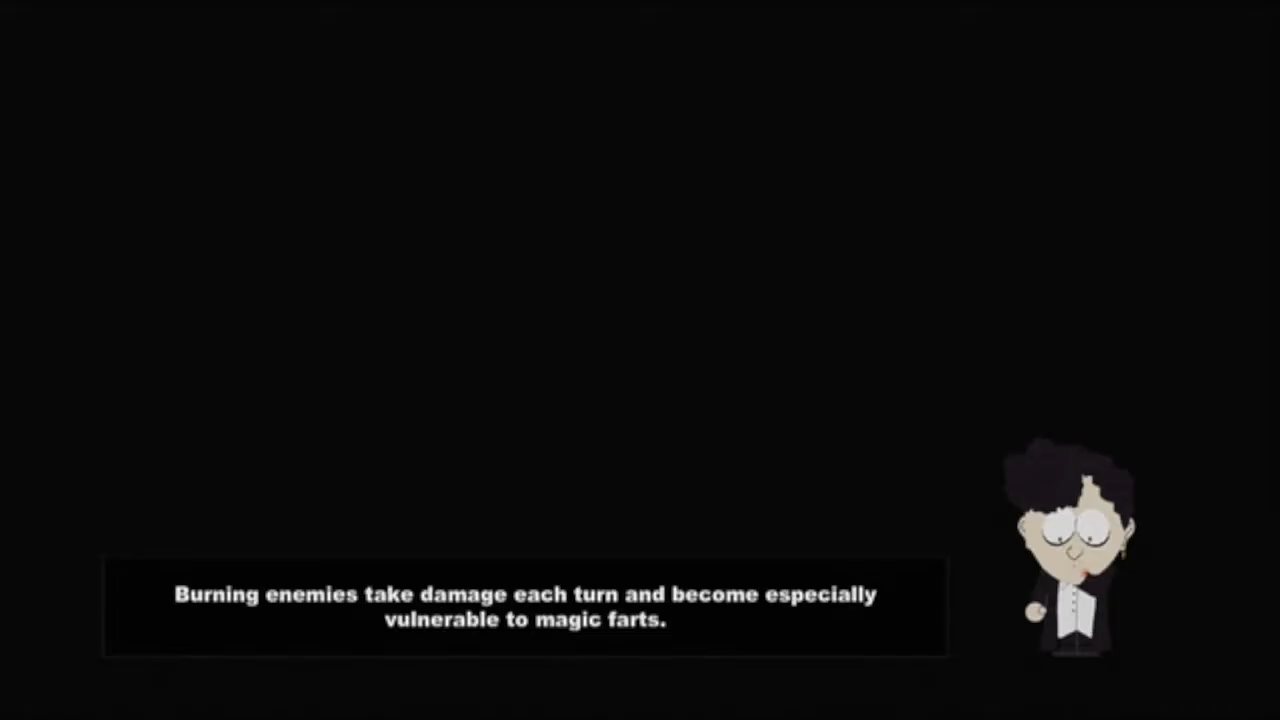 Burning enemies take damage each turn and become especially
vulnerable to magic farts.